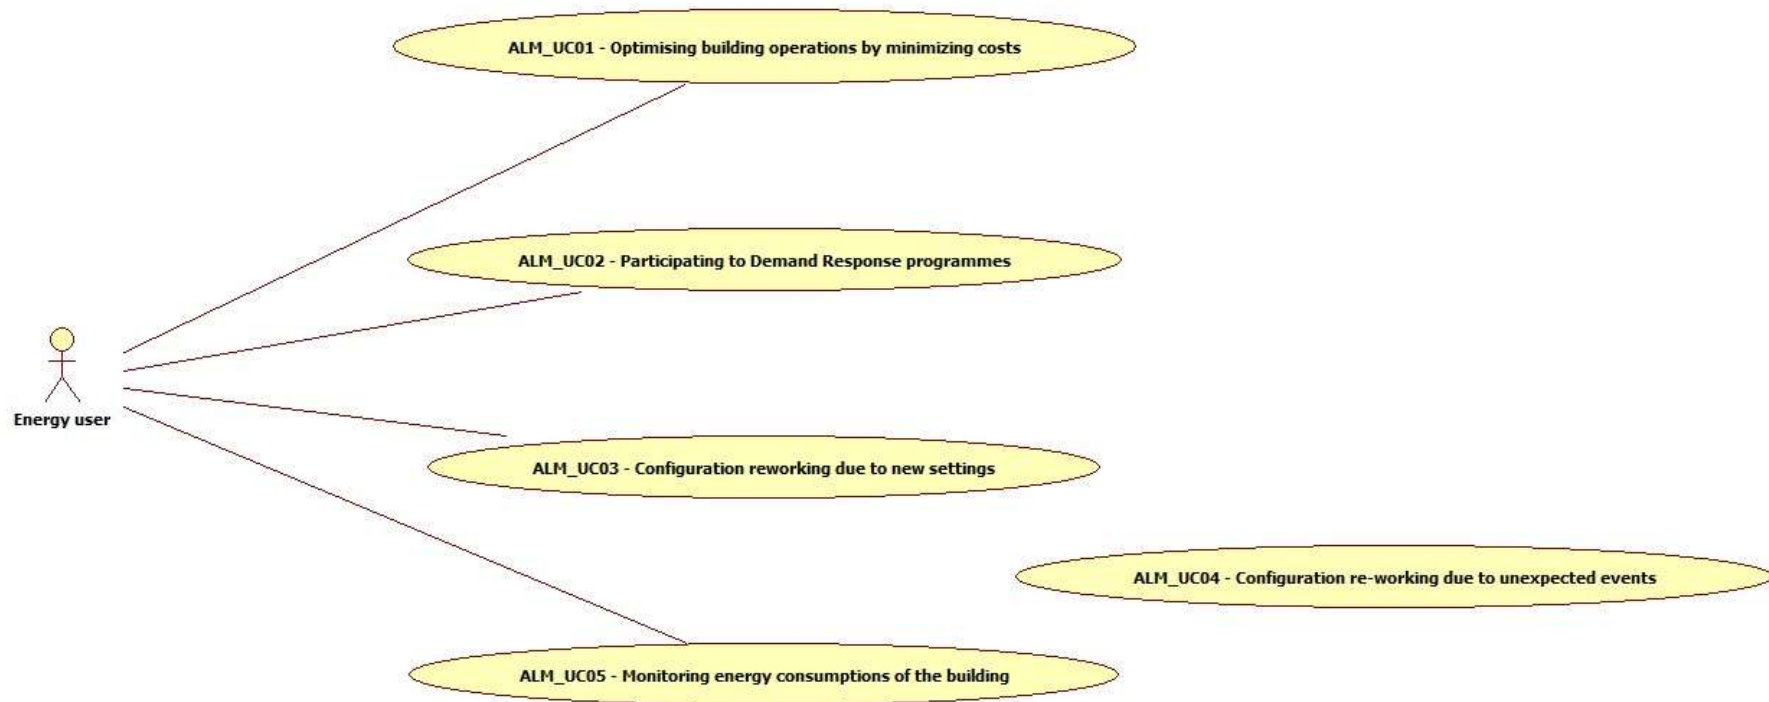 ALM_UC01 - Optimising building operations by minimizing costs
ALM_UC02 - Participating to Demand Response programmes
Energy user
ALM_UC03 - Configuration reworking due to new settings
ALM_UC04 - Configuration re-working due to unexpected events
ALM_UC05 - Monitoring energy consumptions of the building